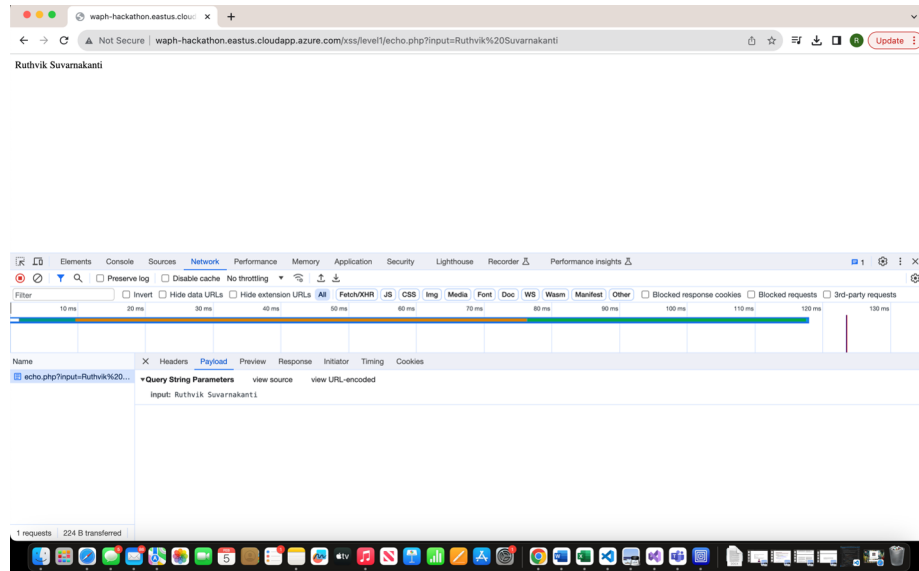 waph-hackathon.eastus.cloud
Not Secure waph-hackathon.eastus.cloudapp.azure.com/xss/level1/echo.php?input=Ruthvik%20Suvarnakanti R Update
Ruthvik Suvarnakanti
Elements Console Sources Network Performance Memory Application Security Lighthouse Recorder Performance insights 1
Preserve log Disable cache No throttling
Filter Invert Hide data URLs Hide extension URLs All Fetch/XHR JS CSS Img Media Font Doc WS Wasm Manifest Other Blocked response cookies Blocked requests 3rd-party requests
10 ms 20 ms 30 ms 40 ms 50 ms 60 ms 70 ms 80 ms 90 ms 100 ms 110 ms 120 ms 130 ms
Name Headers Payload Preview Response Initiator Timing Cookies
echo.php?input=Ruthvik%20... Query String Parameters view source view URL-encoded
input: Ruthvik Suvarnakanti
1 requests 224 B transferred
5 tv